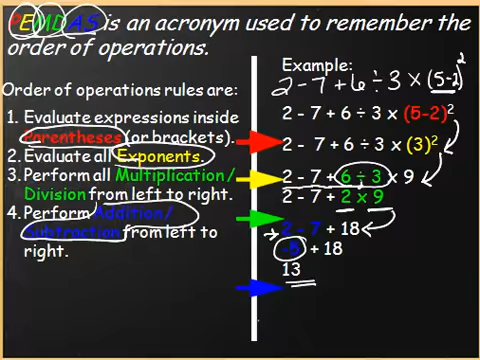 PEMDAS is an acronym used to remember the
order of operations.
Order of operations rules are:
1. Evaluate expressions inside
Parentheses (or brackets).
2. Evaluate all Exponents.
3. Perform all Multiplication/
Division from left to right.
4. Perform Addition/
Subtraction from left to
right.
Example:
2 - 7 + 6 ÷ 3 × (5-2)²
2 - 7 + 6 ÷ 3 × (5-2)²
2 - 7 + 6 ÷ 3 × (3)²
2 - 7 + 6 ÷ 3 × 9
2 - 7 + 2 × 9
2 - 7 + 18
-5 + 18
13